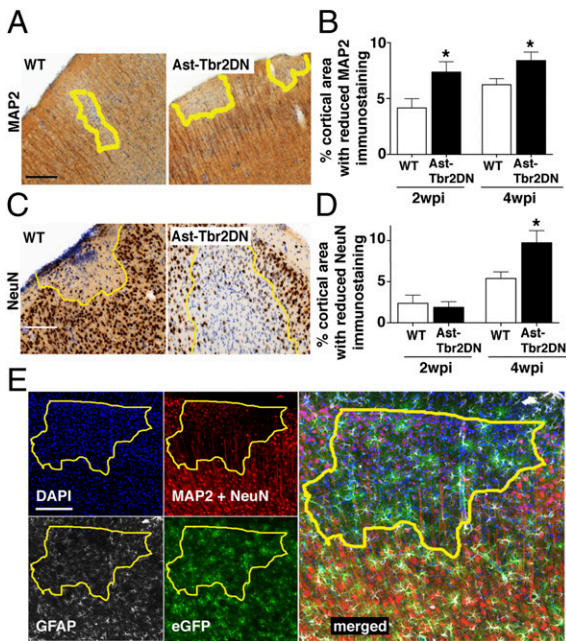 A
WT
Ast-Tbr2DN
MAP2
B
% cortical area
with reduced MAP2
immunostaining
10
5
0
*
*
WT
Ast-
Tbr2DN
WT
Ast-
Tbr2DN
2wpi
4wpi
C
WT
Ast-Tbr2DN
NeuN
D
% cortical area
with reduced NeuN
immunostaining
10
5
0
*
WT
Ast-
Tbr2DN
WT
Ast-
Tbr2DN
2wpi
4wpi
E
DAPI
MAP2 + NeuN
GFAP
eGFP
merged